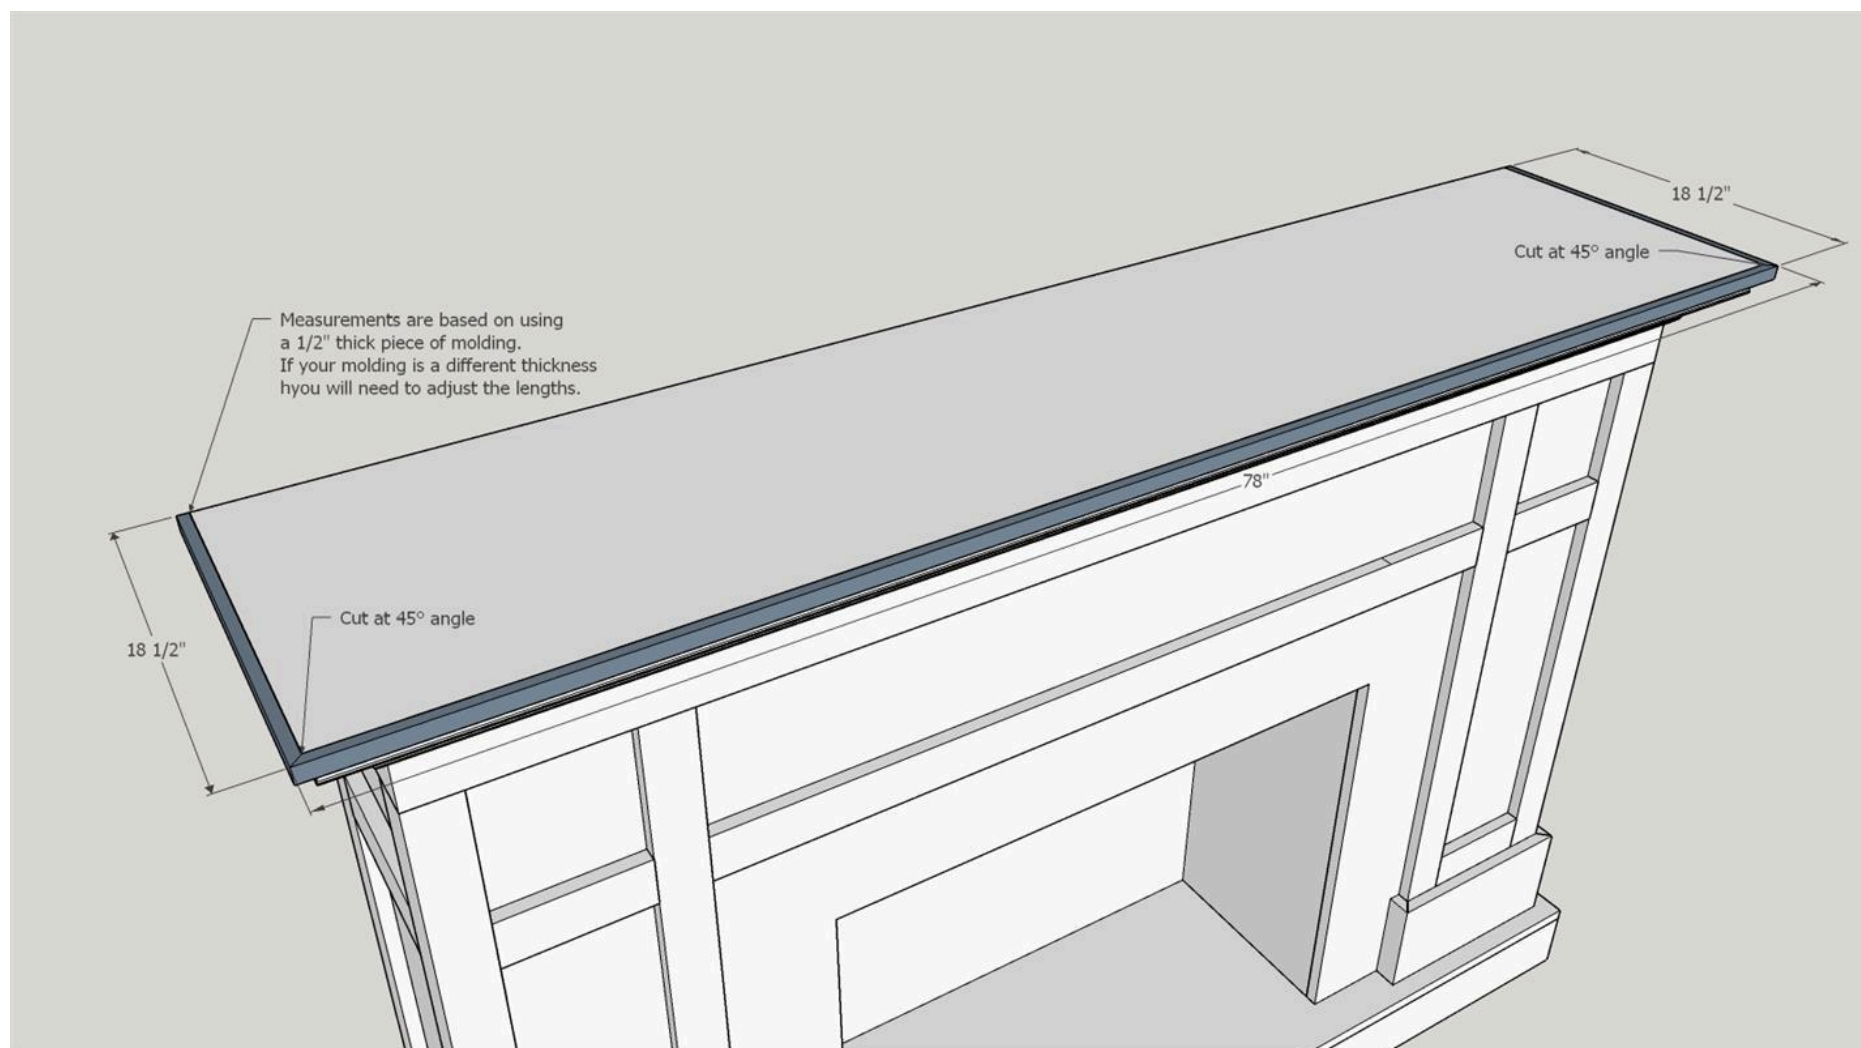 18 1/2"
Cut at 45° angle
Measurements are based on using
a 1/2" thick piece of molding.
If your molding is a different thickness
hyou will need to adjust the lengths.
78"
Cut at 45° angle
18 1/2"